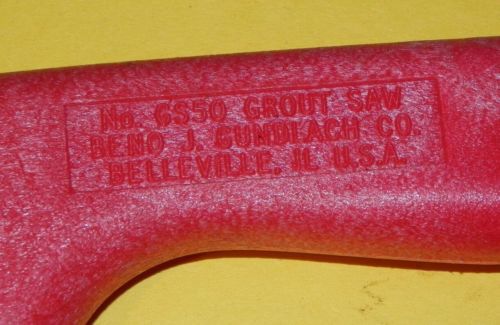 No. GS50 GROUT SAW
BENO J. GUNDLACH CO.
BELLEVILLE, IL U.S.A.